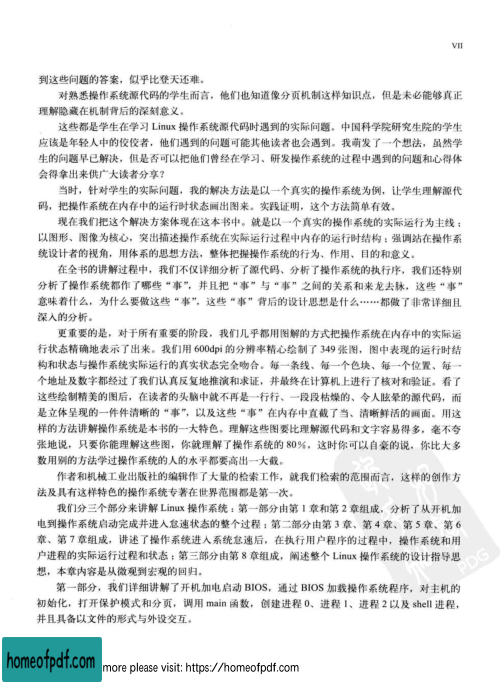 VII
到这些问题的答案，似乎比登天还难。
对熟悉操作系统源代码的学生而言，他们也知道像分页机制这样知识点，但是未必能够真正
理解隐藏在机制背后的深刻意义。
这些都是学生在学习 Linux 操作系统源代码时遇到的实际问题。中国科学院研究生院的学生
应该是年轻人中的佼佼者，他们遇到的问题可能其他读者也会遇到。我萌发了一个想法，虽然学
生的问题早已解决，但是否可以把他们曾经在学习、研发操作系统的过程中遇到的问题和心得体
会得拿出来供广大读者分享？
当时，针对学生的实际问题，我的解决方法是以一个真实的操作系统为例，让学生理解源代
码，把操作系统在内存中的运行时状态画出图来。实践证明，这个方法简单有效。
现在我们把这个解决方案体现在这本书中。就是以一个真实的操作系统的实际运行为主线；
以图形、图像为核心，突出描述操作系统在实际运行过程中内存的运行时结构；强调站在操作系
统设计者的视角，用体系的思想方法，整体把握操作系统的行为、作用、目的和意义。
在全书的讲解过程中，我们不仅详细分析了源代码、分析了操作系统的执行序，我们还特别
分析了操作系统都作了哪些“事”，并且把“事”与“事”之间的关系和来龙去脉，这些“事”
意味着什么，为什么要做这些“事”，这些“事”背后的设计思想是什么……都做了非常详细且
深入的分析。
更重要的是，对于所有重要的阶段，我们几乎都用图解的方式把操作系统在内存中的实际运
行状态精确地表示了出来。我们用 600dpi 的分辨率精心绘制了 349 张图，图中表现的运行时结
构和状态与操作系统实际运行的真实状态完全吻合。每一条线、每一个色块、每一个位置、每一
个地址及数字都经过了我们认真反复地推演和求证，并最终在计算机上进行了核对和验证。看了
这些绘制精美的图后，在读者的头脑中就不再是一行行、一段段枯燥的、令人眩晕的源代码，而
是立体呈现的一件件清晰的“事”，以及这些“事”在内存中直截了当、清晰鲜活的画面。用这
样的方法讲解操作系统是本书的一大特色。理解这些图要比理解源代码和文字容易得多，毫不夸
张地说，只要你能理解这些图，你就理解了操作系统的 80%，这时你可以自豪的说，你比大多
数用别的方法学过操作系统的人的水平都要高出一大截。
作者和机械工业出版社的编辑作了大量的检索工作，就我们检索的范围而言，这样的创作方
法及具有这样特色的操作系统专著在世界范围都是第一次。
我们分三个部分来讲解 Linux 操作系统：第一部分由第 1 章和第 2 章组成，分析了从开机加
电到操作系统启动完成并进入怠速状态的整个过程；第二部分由第 3 章、第 4 章、第 5 章、第 6
章、第 7 章组成，讲述了操作系统进入系统怠速后，在执行用户程序的过程中，操作系统和用
户进程的实际运行过程和状态；第三部分由第 8 章组成，阐述整个 Linux 操作系统的设计指导思
想，本章内容是从微观到宏观的回归。
第一部分，我们详细讲解了开机加电启动 BIOS，通过 BIOS 加载操作系统程序，对主机的
初始化，打开保护模式和分页，调用 main 函数，创建进程 0、进程 1、进程 2 以及 shell 进程，
并且具备以文件的形式与外设交互。
PDG
homeofpdf.com
more please visit: https://homeofpdf.com